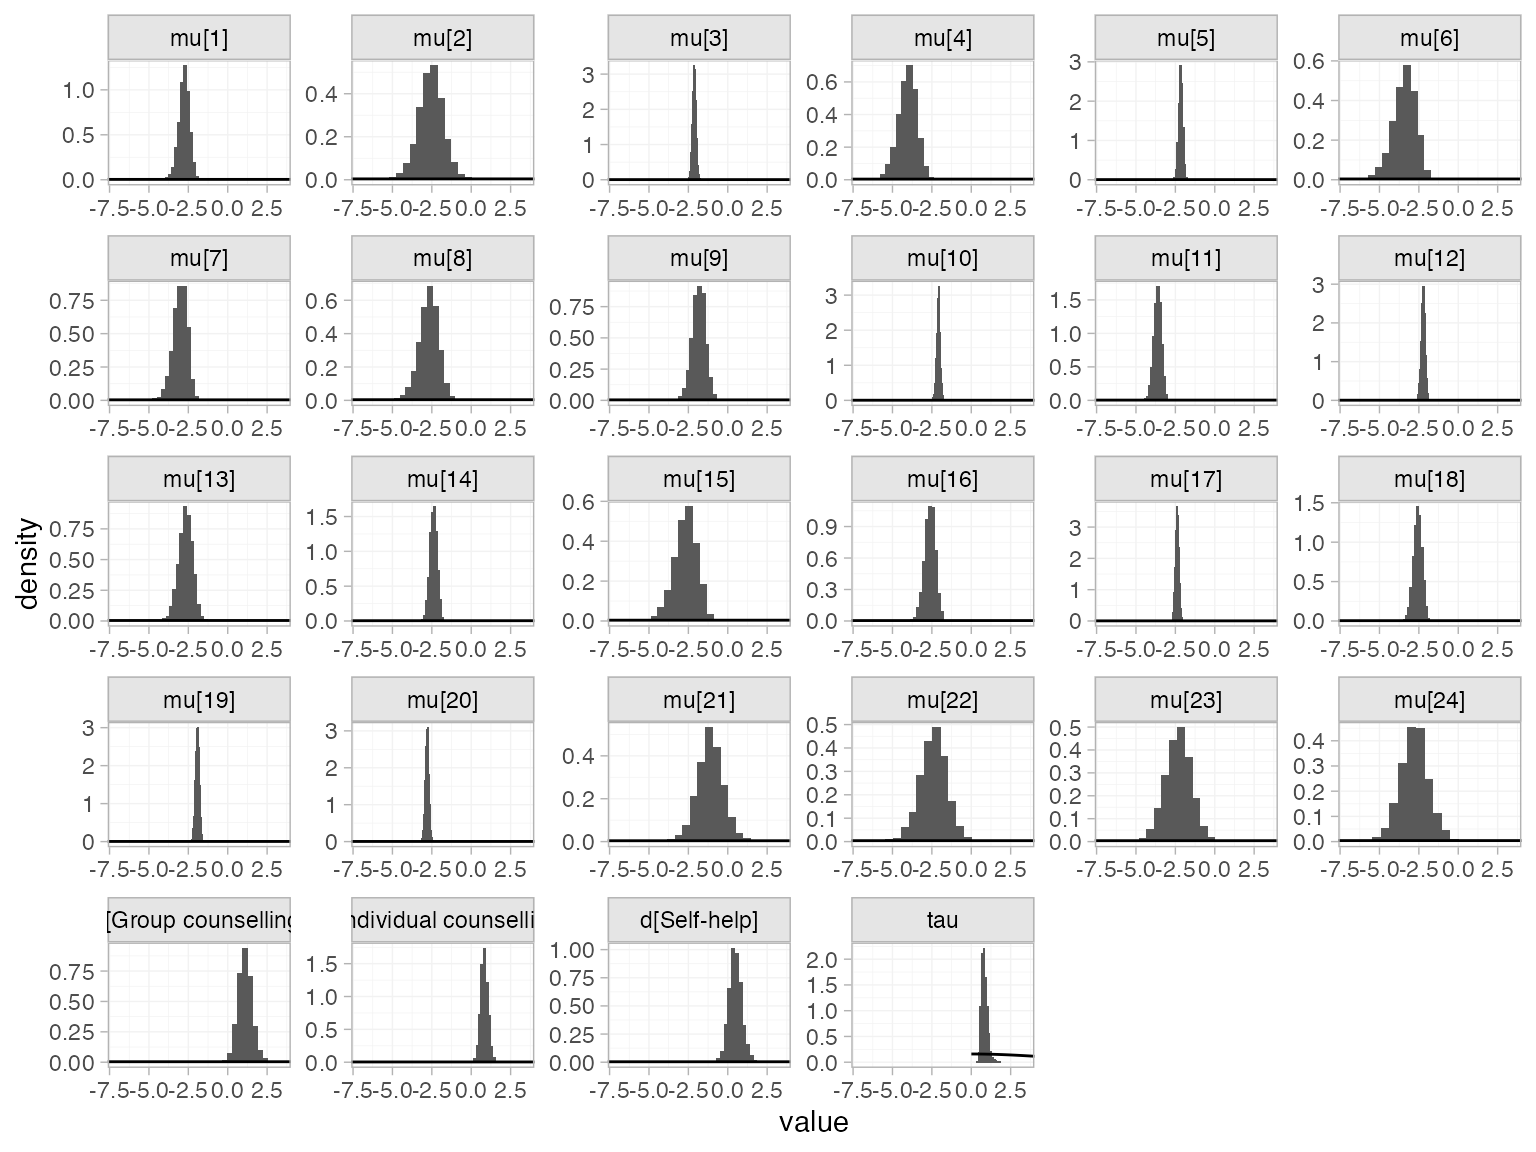 mu[1] mu[2] mu[3] mu[4] mu[5] mu[6]
1.0 0.5 0.0
0.4 0.2 0.0
3 2 1 0
0.6 0.4 0.2 0.0
3 2 1 0
0.6 0.4 0.2 0.0
-7.5 -5.0 -2.5 0.0 2.5 -7.5 -5.0 -2.5 0.0 2.5 -7.5 -5.0 -2.5 0.0 2.5 -7.5 -5.0 -2.5 0.0 2.5 -7.5 -5.0 -2.5 0.0 2.5 -7.5 -5.0 -2.5 0.0 2.5
mu[7] mu[8] mu[9] mu[10] mu[11] mu[12]
0.75 0.50 0.25 0.00
0.6 0.4 0.2 0.0
0.75 0.50 0.25 0.00
3 2 1 0
1.5 1.0 0.5 0.0
3 2 1 0
-7.5 -5.0 -2.5 0.0 2.5 -7.5 -5.0 -2.5 0.0 2.5 -7.5 -5.0 -2.5 0.0 2.5 -7.5 -5.0 -2.5 0.0 2.5 -7.5 -5.0 -2.5 0.0 2.5 -7.5 -5.0 -2.5 0.0 2.5
mu[13] mu[14] mu[15] mu[16] mu[17] mu[18]
0.75 0.50 0.25 0.00
1.5 1.0 0.5 0.0
0.6 0.4 0.2 0.0
0.9 0.6 0.3 0.0
3 2 1 0
1.5 1.0 0.5 0.0
-7.5 -5.0 -2.5 0.0 2.5 -7.5 -5.0 -2.5 0.0 2.5 -7.5 -5.0 -2.5 0.0 2.5 -7.5 -5.0 -2.5 0.0 2.5 -7.5 -5.0 -2.5 0.0 2.5 -7.5 -5.0 -2.5 0.0 2.5
density
mu[19] mu[20] mu[21] mu[22] mu[23] mu[24]
3 2 1 0
3 2 1 0
0.4 0.2 0.0
0.5 0.4 0.3 0.2 0.1 0.0
0.5 0.4 0.3 0.2 0.1 0.0
0.4 0.3 0.2 0.1 0.0
-7.5 -5.0 -2.5 0.0 2.5 -7.5 -5.0 -2.5 0.0 2.5 -7.5 -5.0 -2.5 0.0 2.5 -7.5 -5.0 -2.5 0.0 2.5 -7.5 -5.0 -2.5 0.0 2.5 -7.5 -5.0 -2.5 0.0 2.5
[Group counselling ndividual counselli d[Self-help] tau
0.75 0.50 0.25 0.00
1.5 1.0 0.5 0.0
1.00 0.75 0.50 0.25 0.00
2.0 1.5 1.0 0.5 0.0
-7.5 -5.0 -2.5 0.0 2.5 -7.5 -5.0 -2.5 0.0 2.5 -7.5 -5.0 -2.5 0.0 2.5 -7.5 -5.0 -2.5 0.0 2.5
value